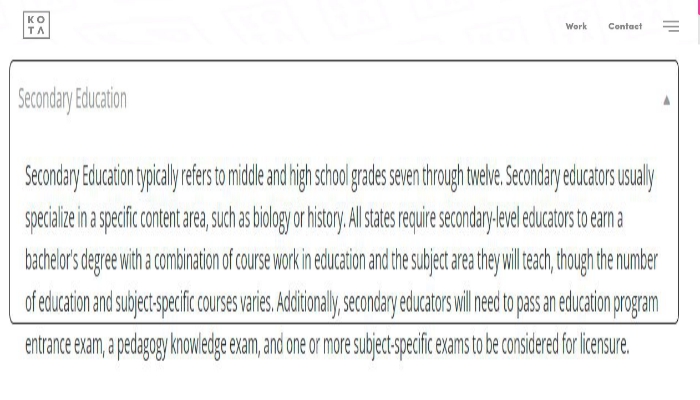 KO
TA
Work Contact
Secondary Education
Secondary Education typically refers to middle and high school grades seven through twelve. Secondary educators usually
specialize in a specific content area, such as biology or history. All states require secondary-level educators to earn a
bachelor's degree with a combination of course work in education and the subject area they will teach, though the number
of education and subject-specific courses varies. Additionally, secondary educators will need to pass an education program
entrance exam, a pedagogy knowledge exam, and one or more subject-specific exams to be considered for licensure.